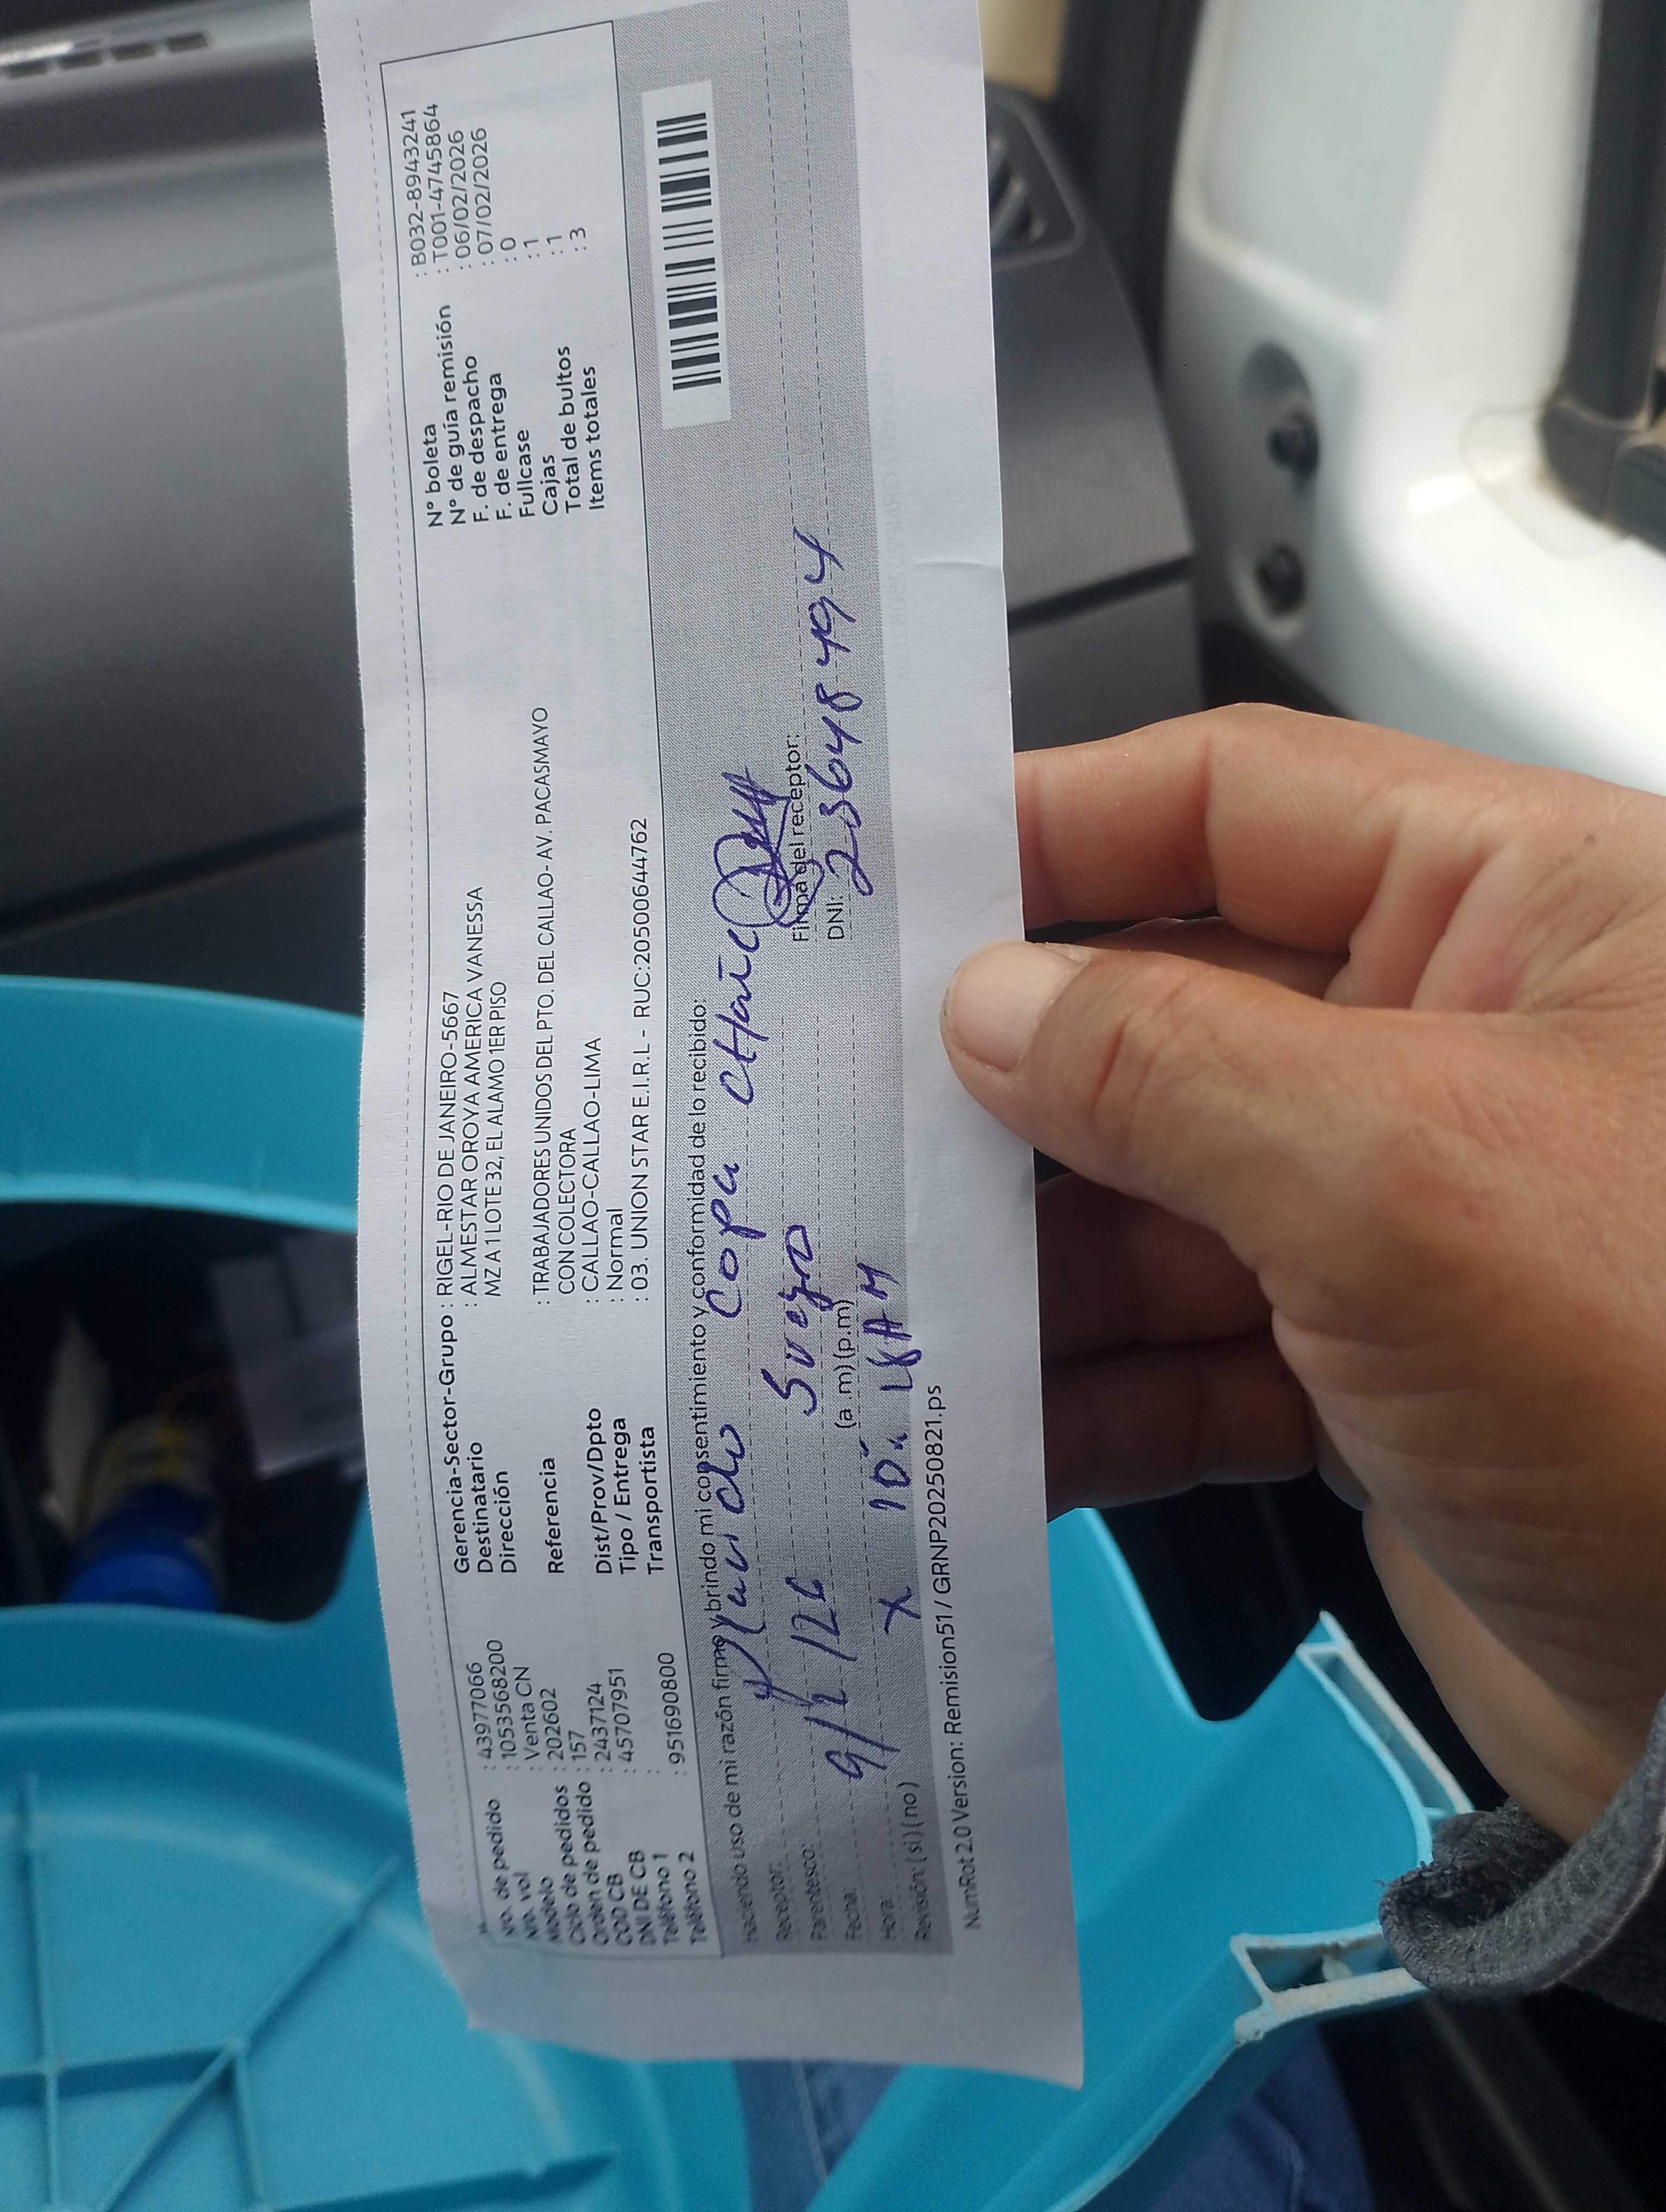 No. de pedido : 43977066
Nro. vol : 1053568200
Modelo : Venta CN
Ciclo de pedidos : 202602
Orden de pedido : 157
COD CB : 2437124
DNI DE CB : 45707951
Teléfono 1 :
Teléfono 2 : 951690800
Gerencia-Sector-Grupo : RIGEL-RIO DE JANEIRO-5667
Destinatario : ALMESTAR OROYA AMERICA VANESSA
Dirección MZ A 1 LOTE 32, EL ALAMO 1ER PISO
Referencia : TRABAJADORES UNIDOS DEL PTO. DEL CALLAO- AV. PACASMAYO
CON COLECTORA
Dist/Prov/Dpto : CALLAO-CALLAO-LIMA
Tipo / Entrega : Normal
Transportista : 03. UNION STAR E.I.R.L - RUC:20500644762
N° boleta : B032-8943241
N° de guía remisión : T001-4745864
F. de despacho : 06/02/2026
F. de entrega : 07/02/2026
Fullcase : 0
Cajas : 1
Total de bultos : 1
Items totales : 3
Haciendo uso de mi razón firmo y brindo mi consentimiento y conformidad de lo recibido:
Receptor: Placido Copa
Parentesco: Suegro
Firma del receptor:
Fecha: 9/2/26
DNI: 23648494
Hora: (a .m) (p.m)
Revisión: ( si ) ( no )
NumRot 2.0 Version: Remision51 / GRNP20250821.ps